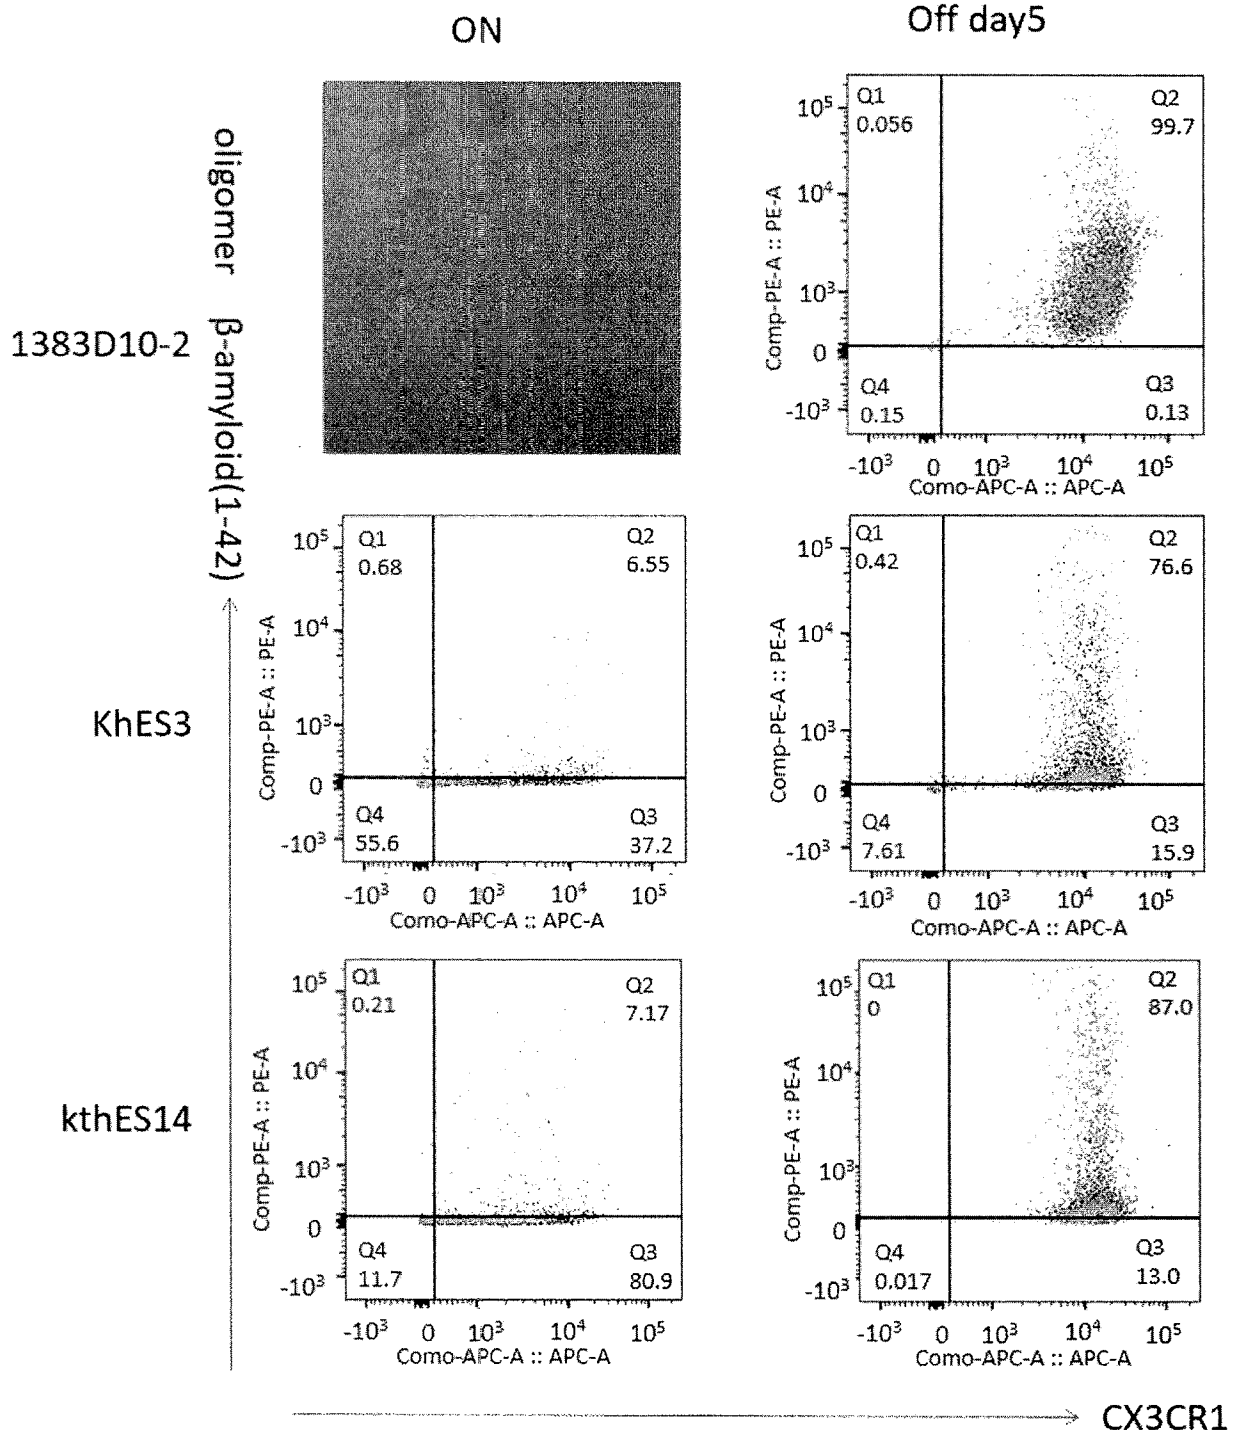 ON
Off day5
oligomer β-amyloid(1-42)
1383D10-2
Q1
0.056
Q2
99.7
Q4
0.15
Q3
0.13
10⁵
10⁴
10³
0
-10³
Comp-PE-A :: PE-A
-10³ 0 10³ 10⁴ 10⁵
Como-APC-A :: APC-A
KhES3
Q1
0.68
Q2
6.55
Q4
55.6
Q3
37.2
10⁵
10⁴
10³
0
-10³
Comp-PE-A :: PE-A
-10³ 0 10³ 10⁴ 10⁵
Como-APC-A :: APC-A
Q1
0.42
Q2
76.6
Q4
7.61
Q3
15.9
10⁵
10⁴
10³
0
-10³
Comp-PE-A :: PE-A
-10³ 0 10³ 10⁴ 10⁵
Como-APC-A :: APC-A
kthES14
Q1
0.21
Q2
7.17
Q4
11.7
Q3
80.9
10⁵
10⁴
10³
0
-10³
Comp-PE-A :: PE-A
-10³ 0 10³ 10⁴ 10⁵
Como-APC-A :: APC-A
Q1
0
Q2
87.0
Q4
0.017
Q3
13.0
10⁵
10⁴
10³
0
-10³
Comp-PE-A :: PE-A
-10³ 0 10³ 10⁴ 10⁵
Como-APC-A :: APC-A
CX3CR1